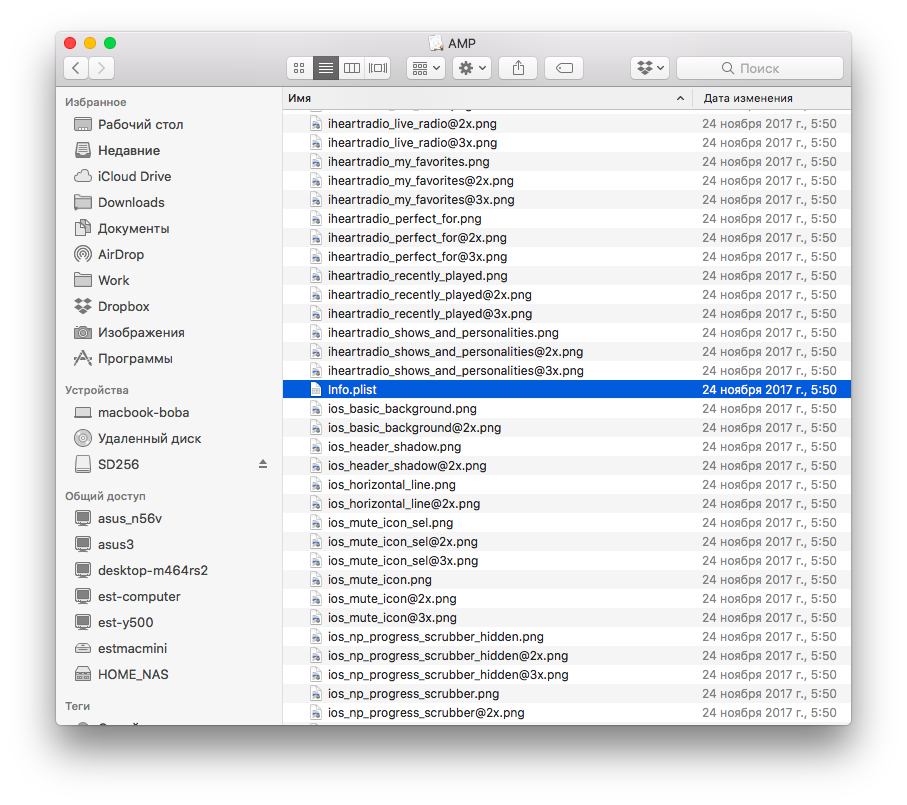 AMP
Поиск
Имя Дата изменения
Избранное
Рабочий стол
Недавние
iCloud Drive
Downloads
Документы
AirDrop
Work
Dropbox
Изображения
Программы
Устройства
macbook-boba
Удаленный диск
SD256
Общий доступ
asus_n56v
asus3
desktop-m464rs2
est-computer
est-y500
estmacmini
HOME_NAS
Теги
iheartradio_live_radio@2x.png 24 ноября 2017 г., 5:50
iheartradio_live_radio@3x.png 24 ноября 2017 г., 5:50
iheartradio_my_favorites.png 24 ноября 2017 г., 5:50
iheartradio_my_favorites@2x.png 24 ноября 2017 г., 5:50
iheartradio_my_favorites@3x.png 24 ноября 2017 г., 5:50
iheartradio_perfect_for.png 24 ноября 2017 г., 5:50
iheartradio_perfect_for@2x.png 24 ноября 2017 г., 5:50
iheartradio_perfect_for@3x.png 24 ноября 2017 г., 5:50
iheartradio_recently_played.png 24 ноября 2017 г., 5:50
iheartradio_recently_played@2x.png 24 ноября 2017 г., 5:50
iheartradio_recently_played@3x.png 24 ноября 2017 г., 5:50
iheartradio_shows_and_personalities.png 24 ноября 2017 г., 5:50
iheartradio_shows_and_personalities@2x.png 24 ноября 2017 г., 5:50
iheartradio_shows_and_personalities@3x.png 24 ноября 2017 г., 5:50
Info.plist 24 ноября 2017 г., 5:50
ios_basic_background.png 24 ноября 2017 г., 5:50
ios_basic_background@2x.png 24 ноября 2017 г., 5:50
ios_header_shadow.png 24 ноября 2017 г., 5:50
ios_header_shadow@2x.png 24 ноября 2017 г., 5:50
ios_horizontal_line.png 24 ноября 2017 г., 5:50
ios_horizontal_line@2x.png 24 ноября 2017 г., 5:50
ios_mute_icon_sel.png 24 ноября 2017 г., 5:50
ios_mute_icon_sel@2x.png 24 ноября 2017 г., 5:50
ios_mute_icon_sel@3x.png 24 ноября 2017 г., 5:50
ios_mute_icon.png 24 ноября 2017 г., 5:50
ios_mute_icon@2x.png 24 ноября 2017 г., 5:50
ios_mute_icon@3x.png 24 ноября 2017 г., 5:50
ios_np_progress_scrubber_hidden.png 24 ноября 2017 г., 5:50
ios_np_progress_scrubber_hidden@2x.png 24 ноября 2017 г., 5:50
ios_np_progress_scrubber_hidden@3x.png 24 ноября 2017 г., 5:50
ios_np_progress_scrubber.png 24 ноября 2017 г., 5:50
ios_np_progress_scrubber@2x.png 24 ноября 2017 г., 5:50